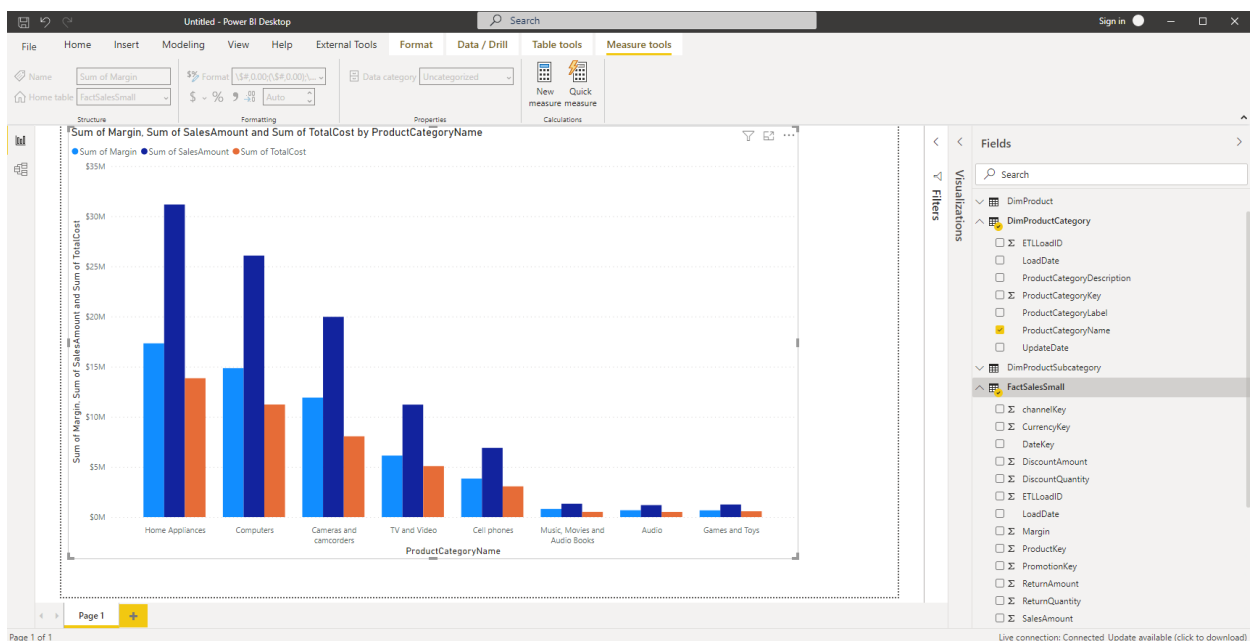 Untitled - Power BI Desktop
Search
Sign in
File Home Insert Modeling View Help External Tools Format Data / Drill Table tools Measure tools
Name Sum of Margin
Home table FactSalesSmall
Structure
$% Format \$#,0.00;(\$#,0.00);\...
$ % 9 .00 Auto
Formatting
Data category Uncategorized
Properties
New measure
Quick measure
Calculations
Sum of Margin, Sum of SalesAmount and Sum of TotalCost by ProductCategoryName
Sum of Margin Sum of SalesAmount Sum of TotalCost
Sum of Margin, Sum of SalesAmount and Sum of TotalCost
$35M
$30M
$25M
$20M
$15M
$10M
$5M
$0M
Home Appliances
Computers
Cameras and
camcorders
TV and Video
Cell phones
Music, Movies and
Audio Books
Audio
Games and Toys
ProductCategoryName
Filters
Visualizations
Fields
Search
DimProduct
DimProductCategory
Σ ETLLoadID
LoadDate
ProductCategoryDescription
Σ ProductCategoryKey
ProductCategoryLabel
ProductCategoryName
UpdateDate
DimProductSubcategory
FactSalesSmall
Σ channelKey
Σ CurrencyKey
DateKey
Σ DiscountAmount
Σ DiscountQuantity
Σ ETLLoadID
LoadDate
Σ Margin
Σ ProductKey
Σ PromotionKey
Σ ReturnAmount
Σ ReturnQuantity
Σ SalesAmount
Page 1 +
Page 1 of 1
Live connection: Connected Update available (click to download)